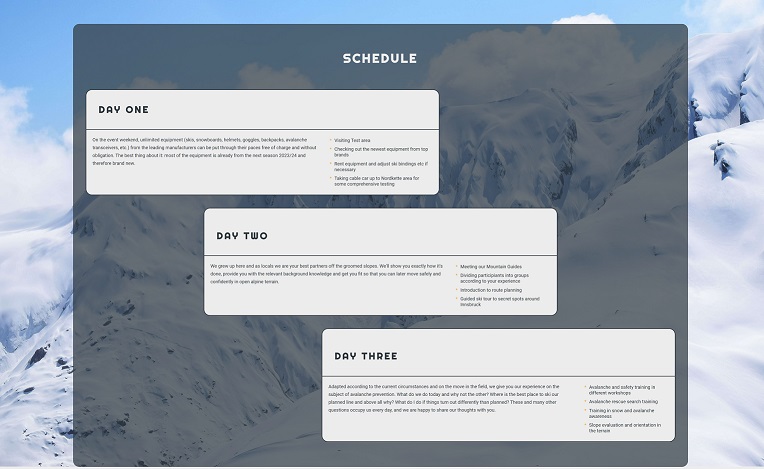 SCHEDULE
DAY ONE
On the event weekend, unlimited equipment (skis, snowboards, helmets, goggles, backpacks, avalanche
transceivers, etc.) from the leading manufacturers can be put through their paces free of charge and without
obligation. The best thing about it: most of the equipment is already from the next season 2023/24 and
therefore brand new.
Visiting Test area
Checking out the newest equipment from top
brands
Rent equipment and adjust ski bindings etc if
necessary
Taking cable car up to Nordkette area for
some comprehensive testing
DAY TWO
We grew up here and as locals we are your best partners off the groomed slopes. We'll show you exactly how it's
done, provide you with the relevant background knowledge and get you fit so that you can later move safely and
confidently in open alpine terrain.
Meeting our Mountain Guides
Dividing participants into groups
according to your experience
Introduction to route planning
Guided ski tour to secret spots around
Innsbruck
DAY THREE
Adapted according to the current circumstances and on the move in the field, we give you our experience on the
subject of avalanche prevention. What do we do today and why not the other? Where is the best place to ski our
planned line and above all why? What do I do if things turn out differently than planned? These and many other
questions occupy us every day, and we are happy to share our thoughts with you.
Avalanche and safety training in
different workshops
Avalanche rescue search training
Training in snow and avalanche
awareness
Slope evaluation and orientation in
the terrain